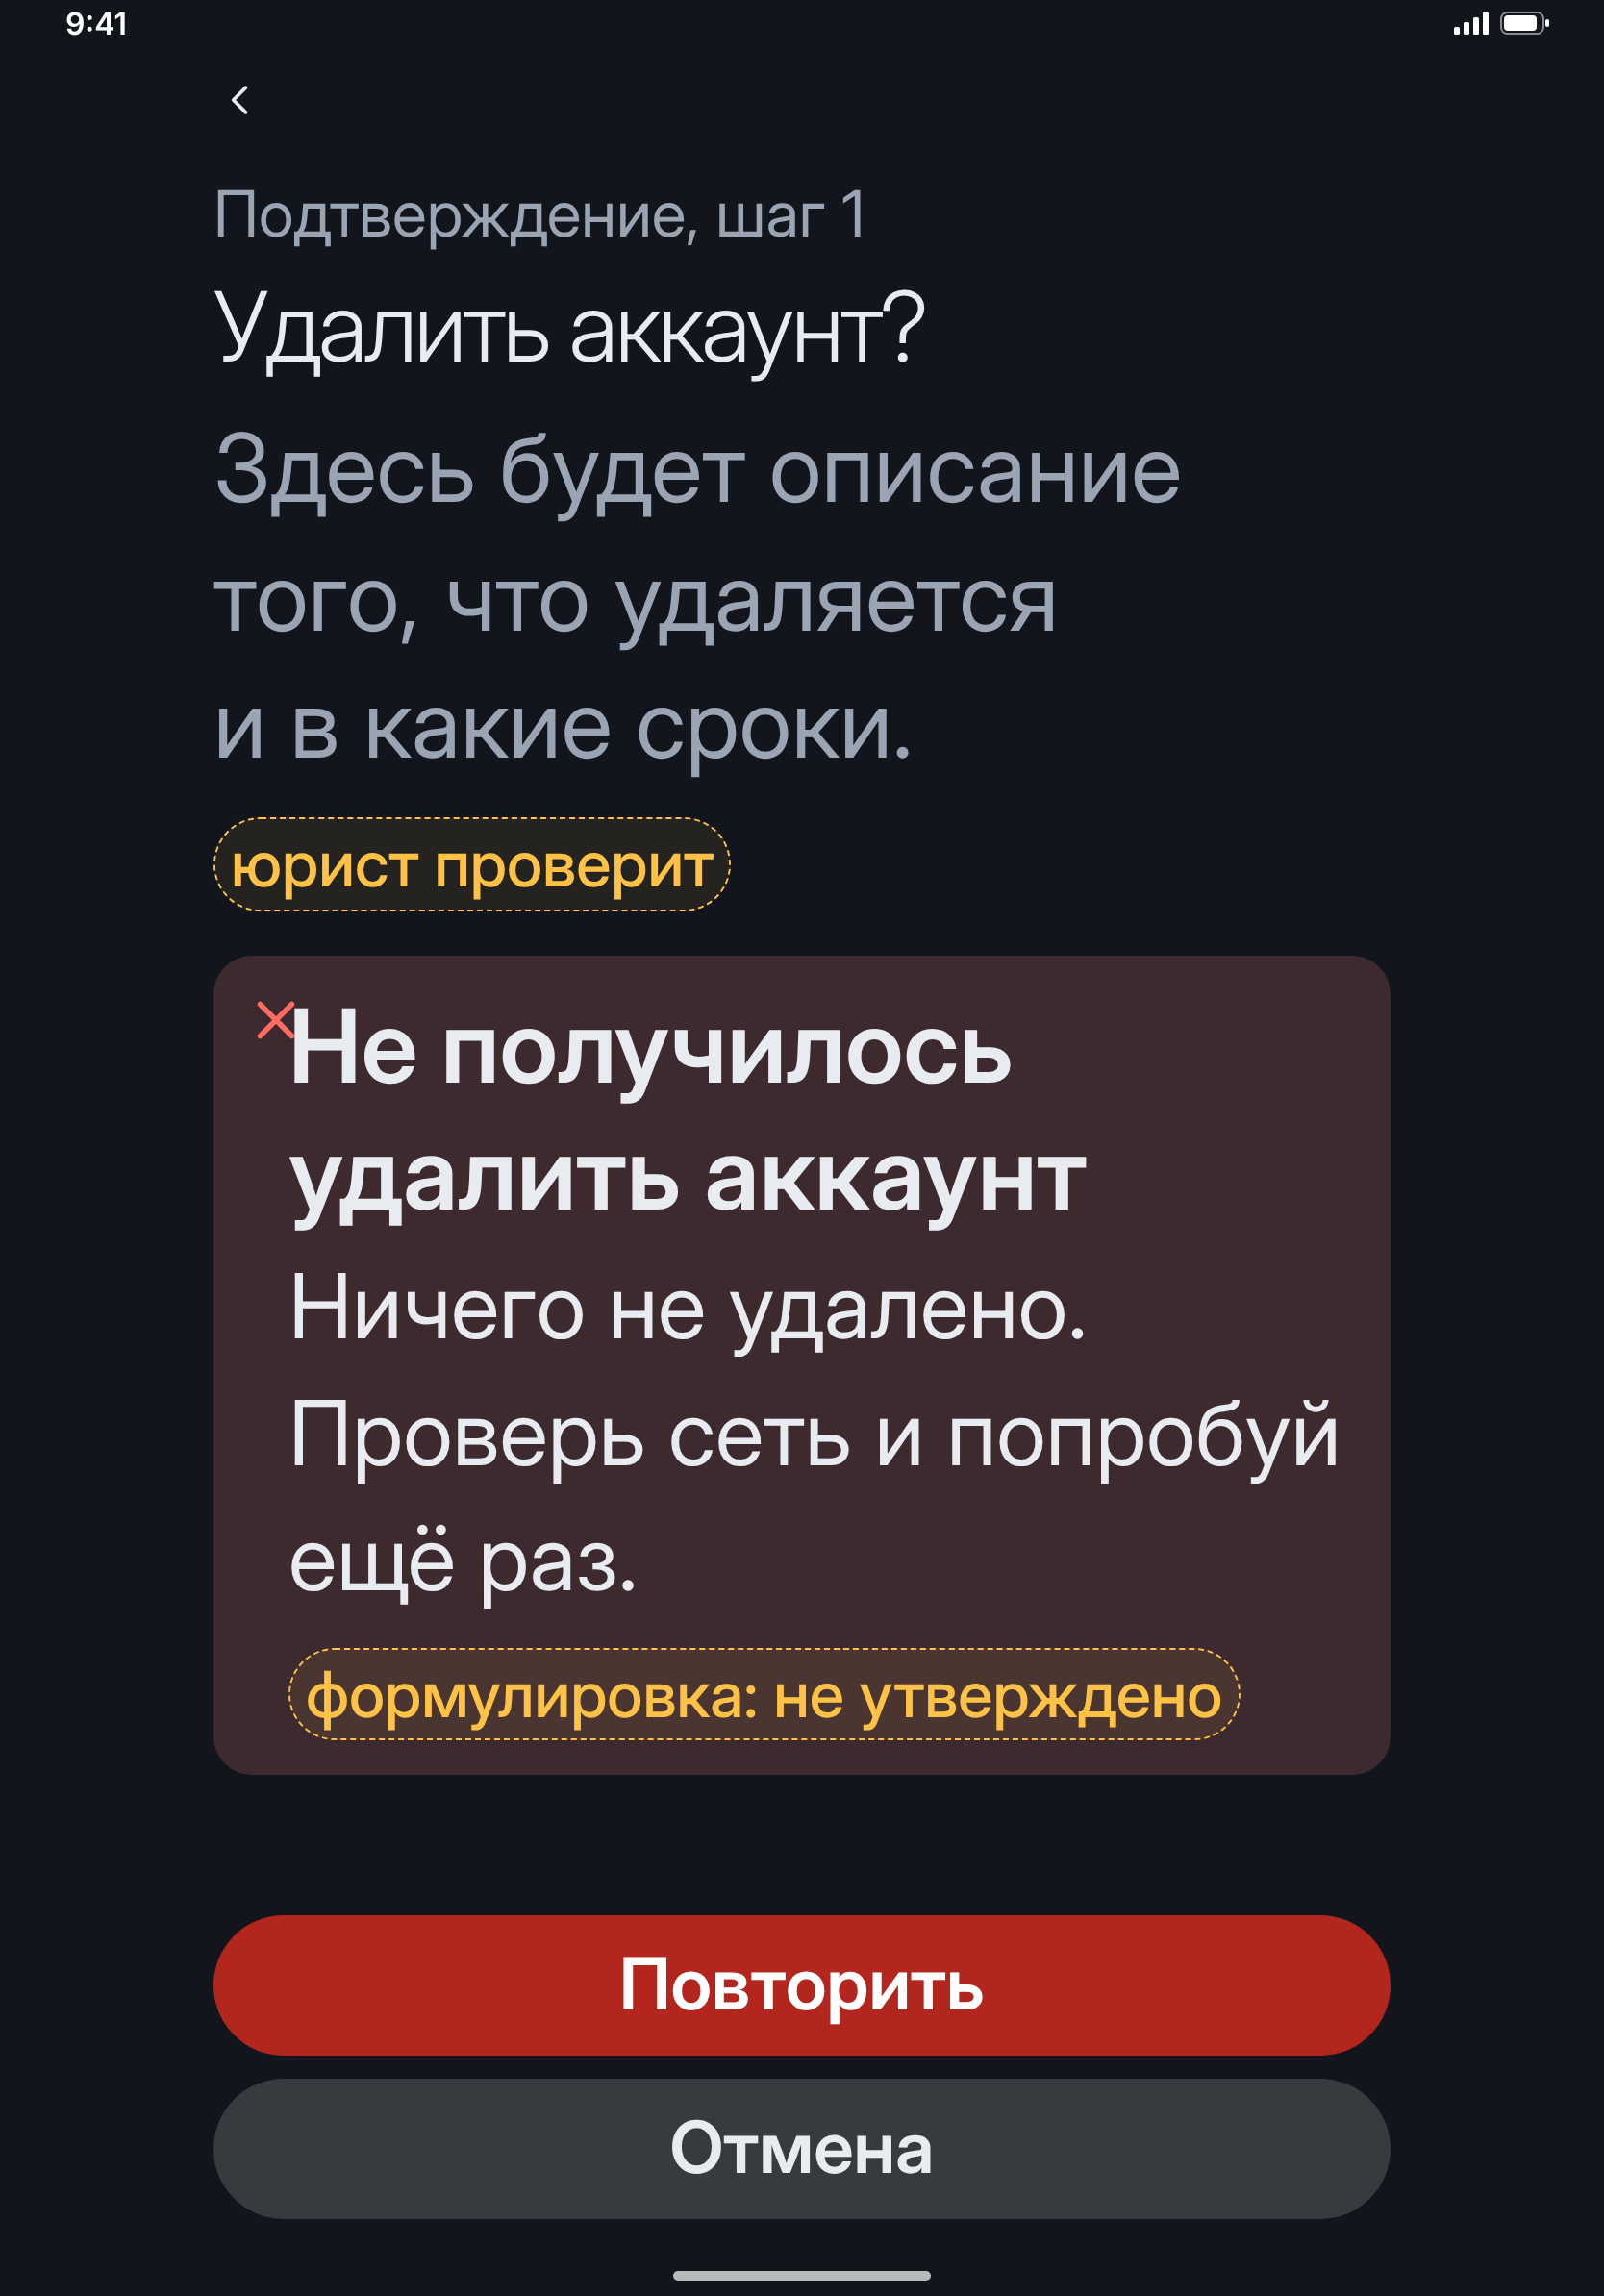 9:41
Подтверждение, шаг 1
Удалить аккаунт?
Здесь будет описание
того, что удаляется
и в какие сроки.
юрист проверит
Не получилось
удалить аккаунт
Ничего не удалено.
Проверь сеть и попробуй
ещё раз.
формулировка: не утверждено
Повторить
Отмена